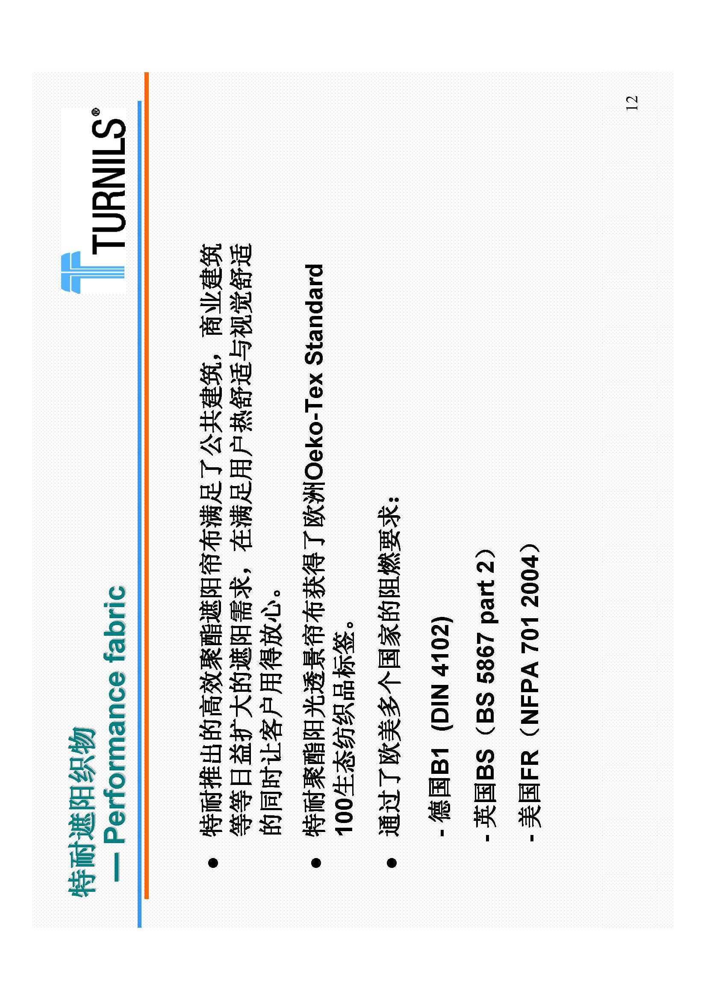 特耐遮阳织物
— Performance fabric
TURNILS®
● 特耐推出的高效聚酯遮阳帘布满足了公共建筑，商业建筑
等等日益扩大的遮阳需求，在满足用户热舒适与视觉舒适
的同时让客户用得放心。
● 特耐聚酯阳光透景帘布获得了欧洲Oeko-Tex Standard
100生态纺织品标签。
● 通过了欧美多个国家的阻燃要求：
- 德国B1 (DIN 4102)
- 英国BS（BS 5867 part 2）
- 美国FR（NFPA 701 2004）
12